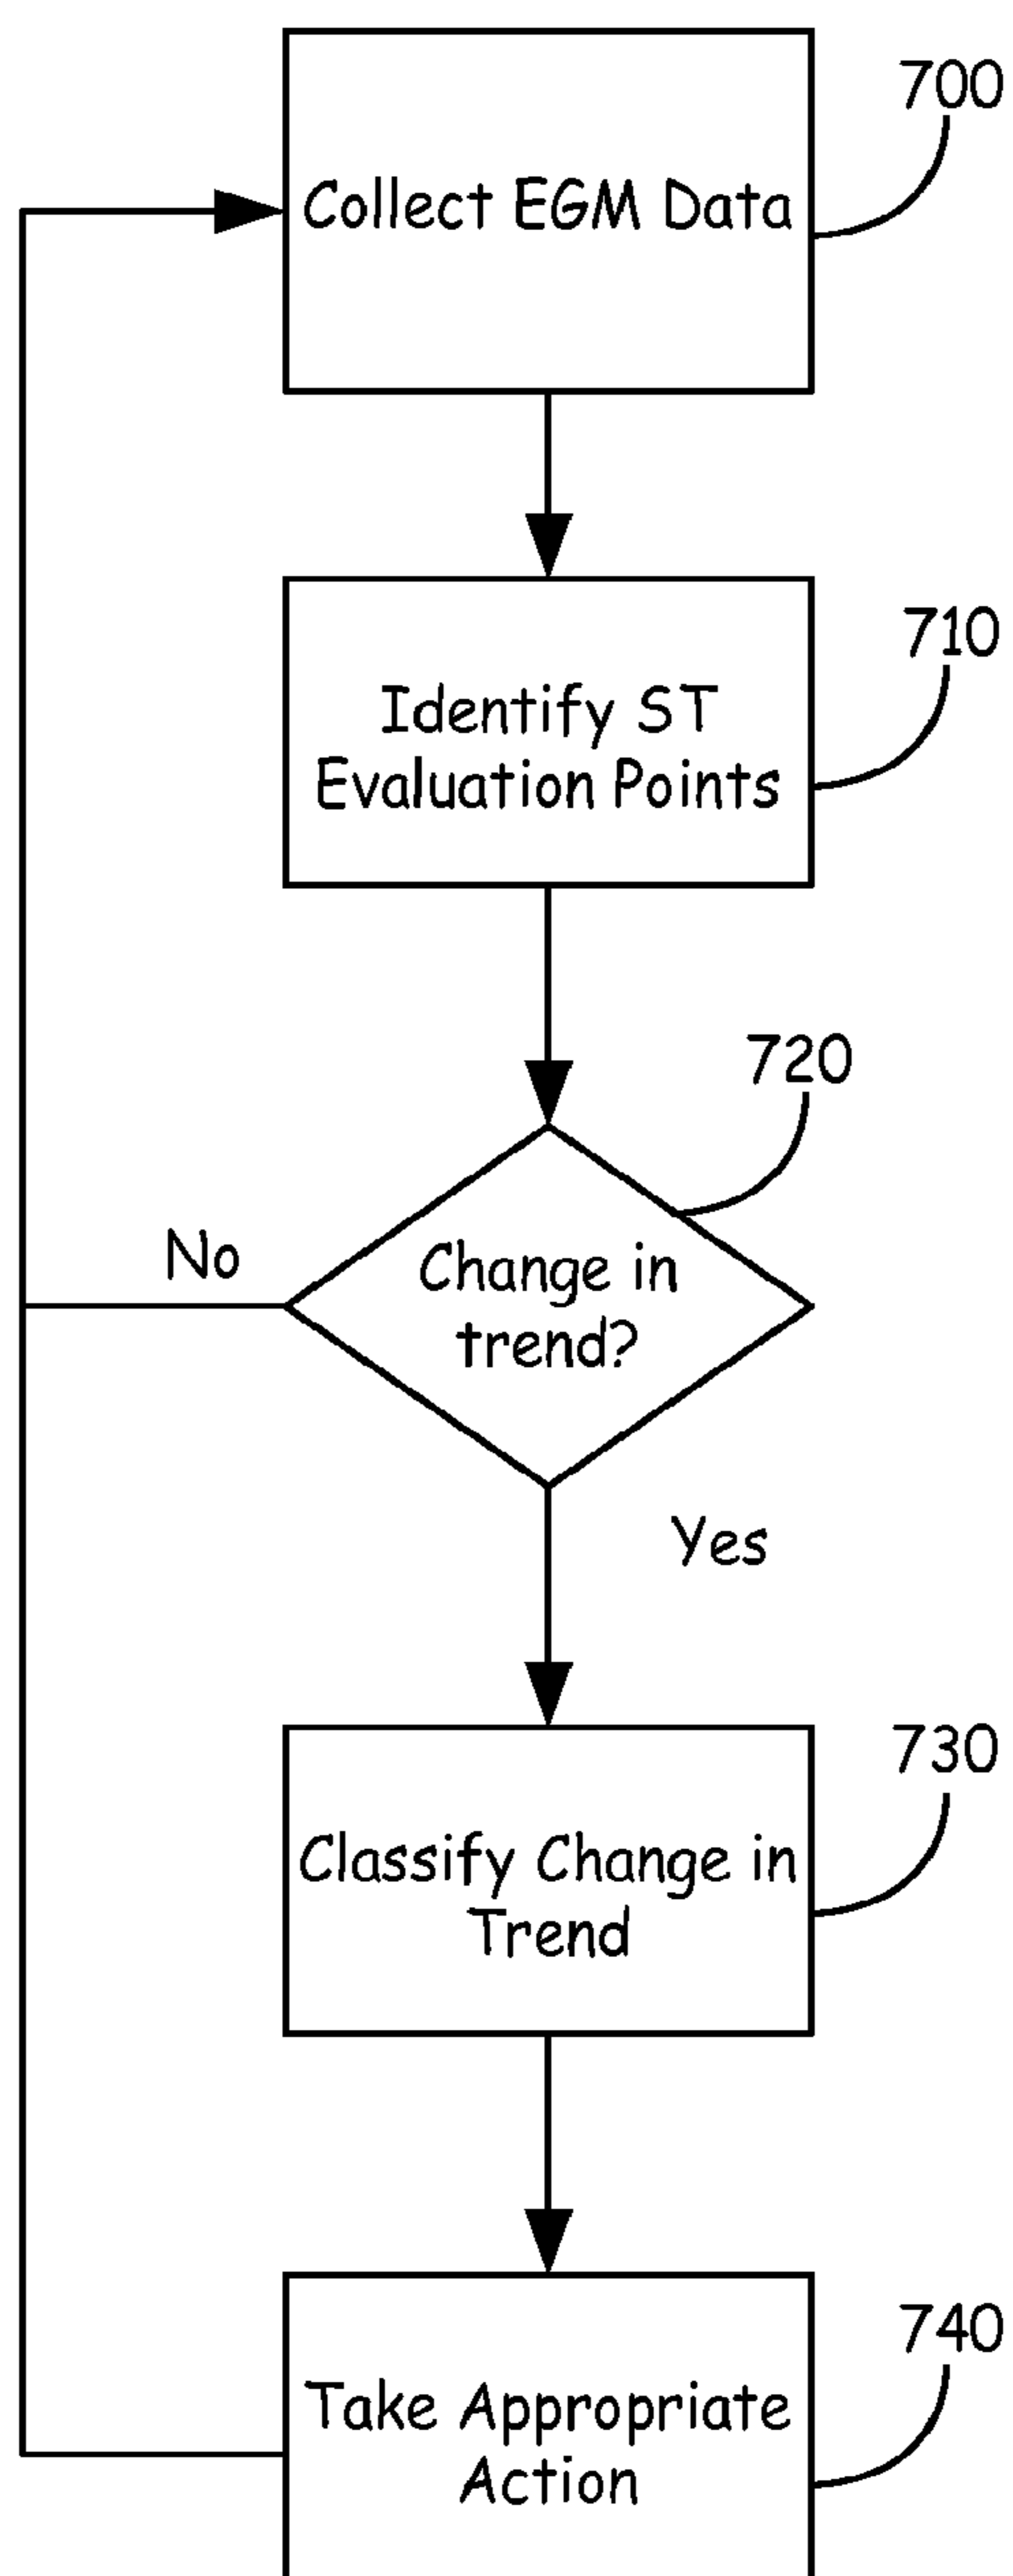 700
Collect EGM Data
710
Identify ST
Evaluation Points
720
Change in
trend?
No
Yes
730
Classify Change in
Trend
740
Take Appropriate
Action